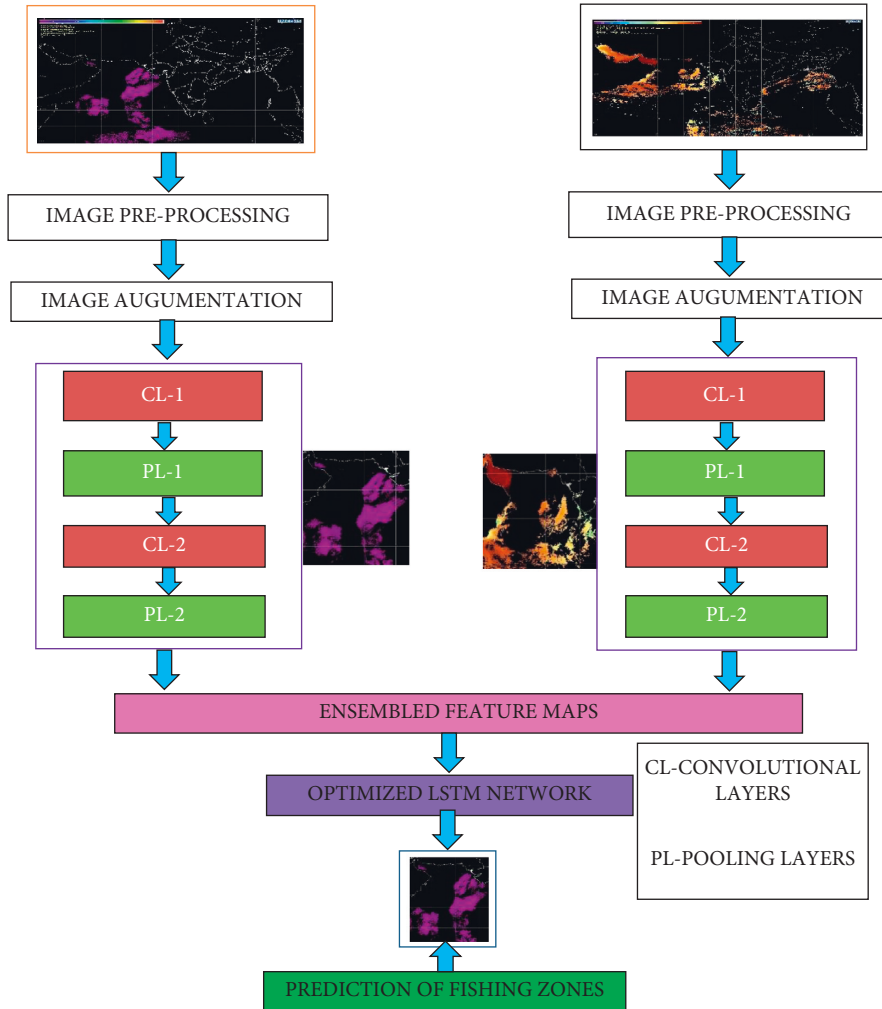 IMAGE PRE-PROCESSING
IMAGE AUGUMENTATION
CL-1
PL-1
CL-2
PL-2
IMAGE PRE-PROCESSING
IMAGE AUGUMENTATION
CL-1
PL-1
CL-2
PL-2
ENSEMBLED FEATURE MAPS
OPTIMIZED LSTM NETWORK
CL-CONVOLUTIONAL
LAYERS
PL-POOLING LAYERS
PREDICTION OF FISHING ZONES